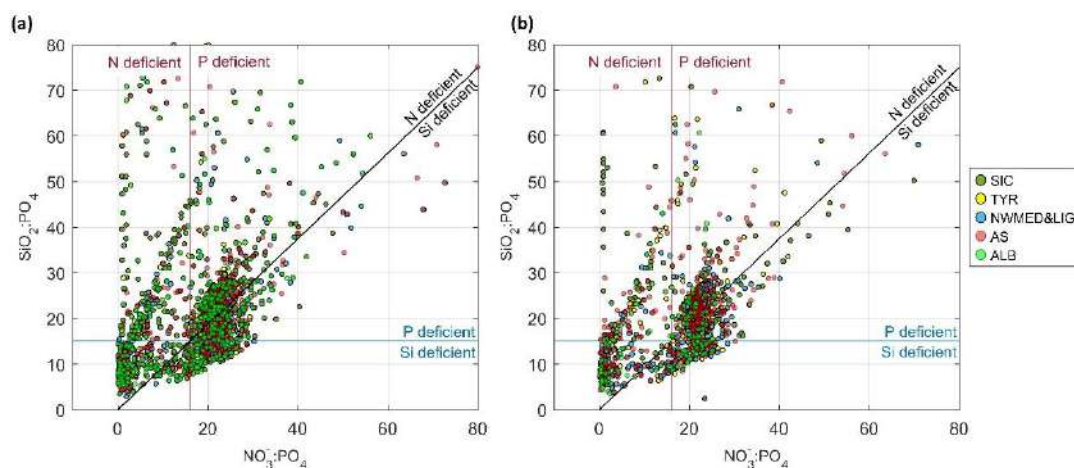 (a)
(b)
80
70
60
50
40
30
20
10
0
SiO2:PO4
N deficient
P deficient
N deficient
Si deficient
P deficient
Si deficient
0
20
40
60
80
NO3-:PO4
80
70
60
50
40
30
20
10
0
SiO2:PO4
N deficient
P deficient
N deficient
Si deficient
P deficient
Si deficient
0
20
40
60
80
NO3-:PO4
SIC
TYR
NWMED&LIG
AS
ALB